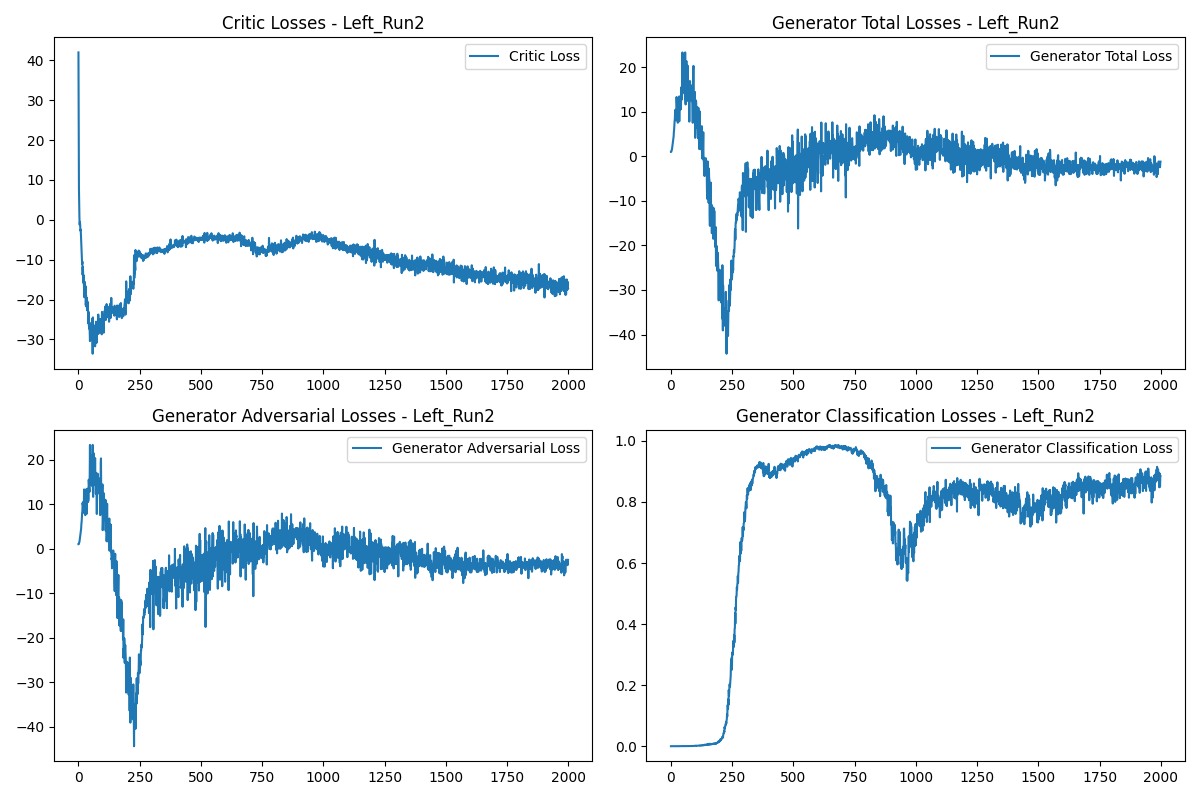 Critic Losses - Left_Run2
Critic Loss
40
30
20
10
0
−10
−20
−30
0 250 500 750 1000 1250 1500 1750 2000
Generator Total Losses - Left_Run2
Generator Total Loss
20
10
0
−10
−20
−30
−40
0 250 500 750 1000 1250 1500 1750 2000
Generator Adversarial Losses - Left_Run2
Generator Adversarial Loss
20
10
0
−10
−20
−30
−40
0 250 500 750 1000 1250 1500 1750 2000
Generator Classification Losses - Left_Run2
Generator Classification Loss
1.0
0.8
0.6
0.4
0.2
0.0
0 250 500 750 1000 1250 1500 1750 2000